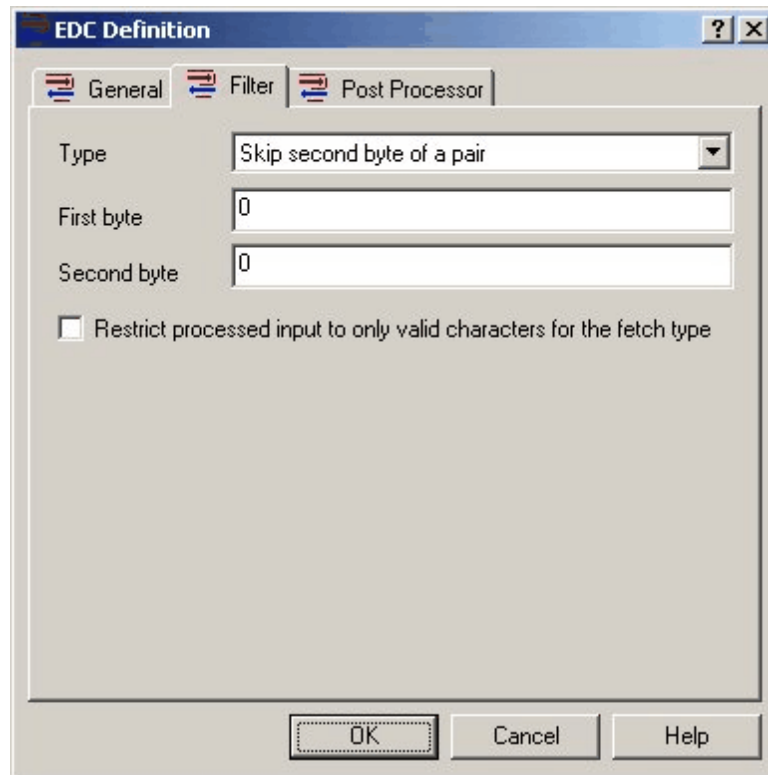 EDC Definition
General Filter Post Processor
Type Skip second byte of a pair
First byte 0
Second byte 0
Restrict processed input to only valid characters for the fetch type
OK Cancel Help